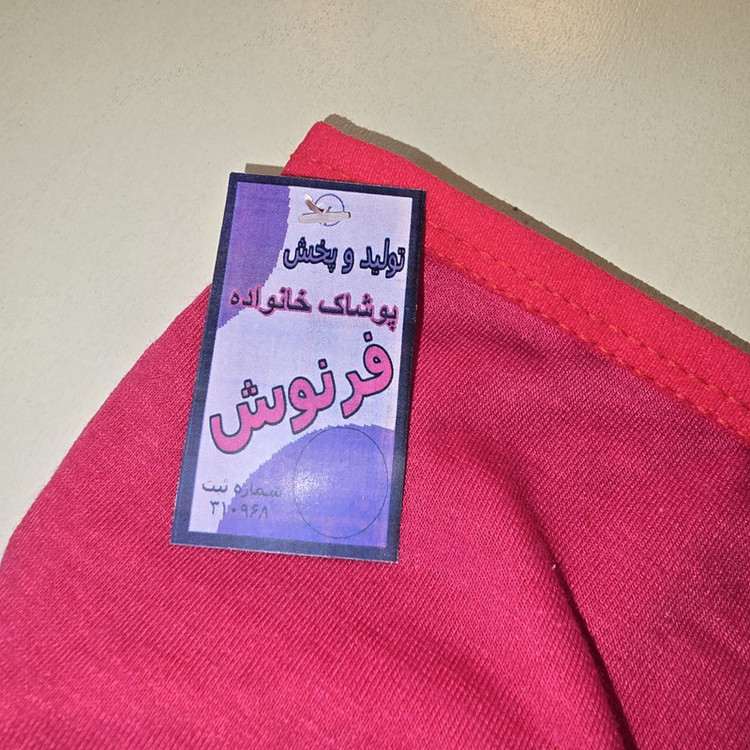 تولید و پخش
پوشاک خانواده
فرنوش
شماره ثبت
۳۱۰۹۶۸